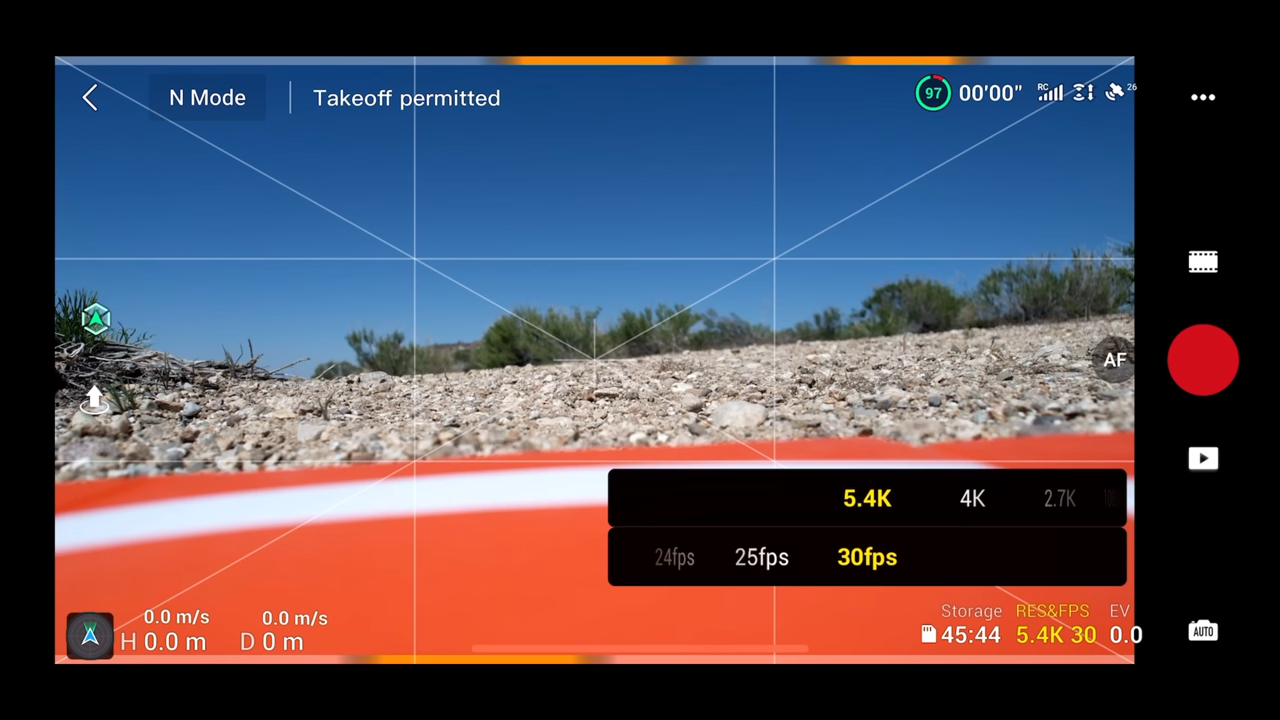 N Mode
Takeoff permitted
97
00'00"
RC
26
AF
5.4K
4K
2.7K
24fps
25fps
30fps
0.0 m/s
0.0 m/s
H 0.0 m
D 0 m
Storage
RES&FPS
EV
45:44
5.4K 30
0.0
AUTO